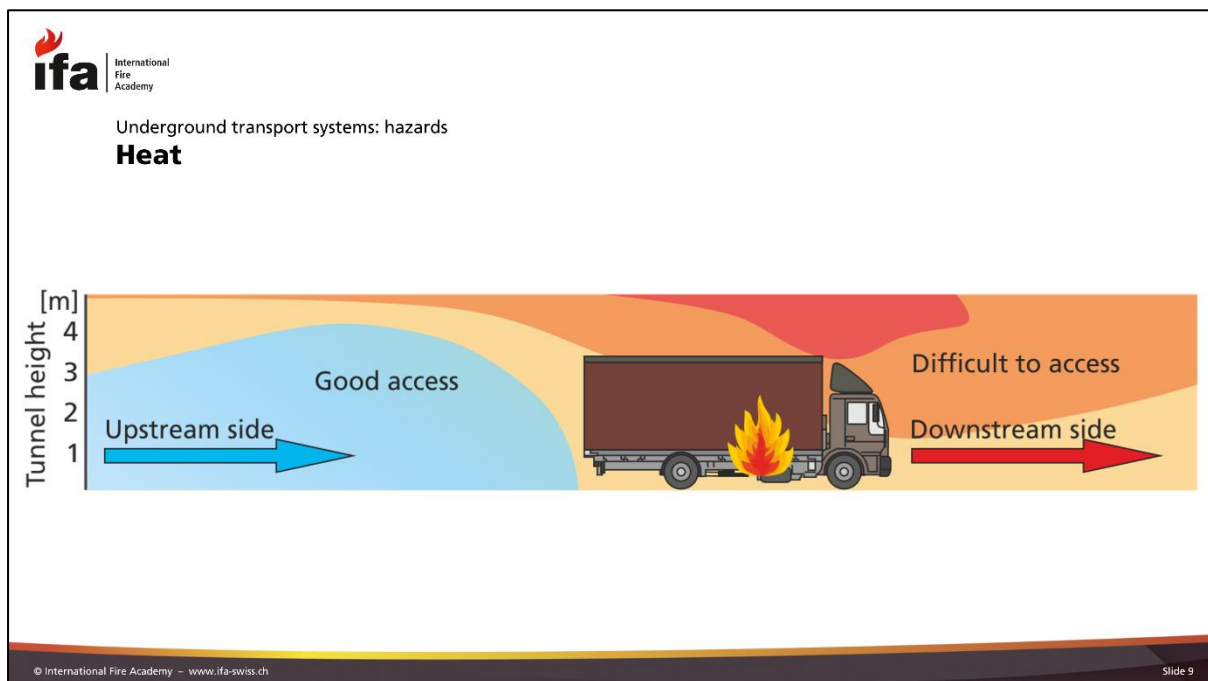 ifa
International
Fire
Academy
Underground transport systems: hazards
Heat
[m]
4
3
2
1
Tunnel height
Good access
Upstream side
Difficult to access
Downstream side
© International Fire Academy – www.ifa-swiss.ch
Slide 9